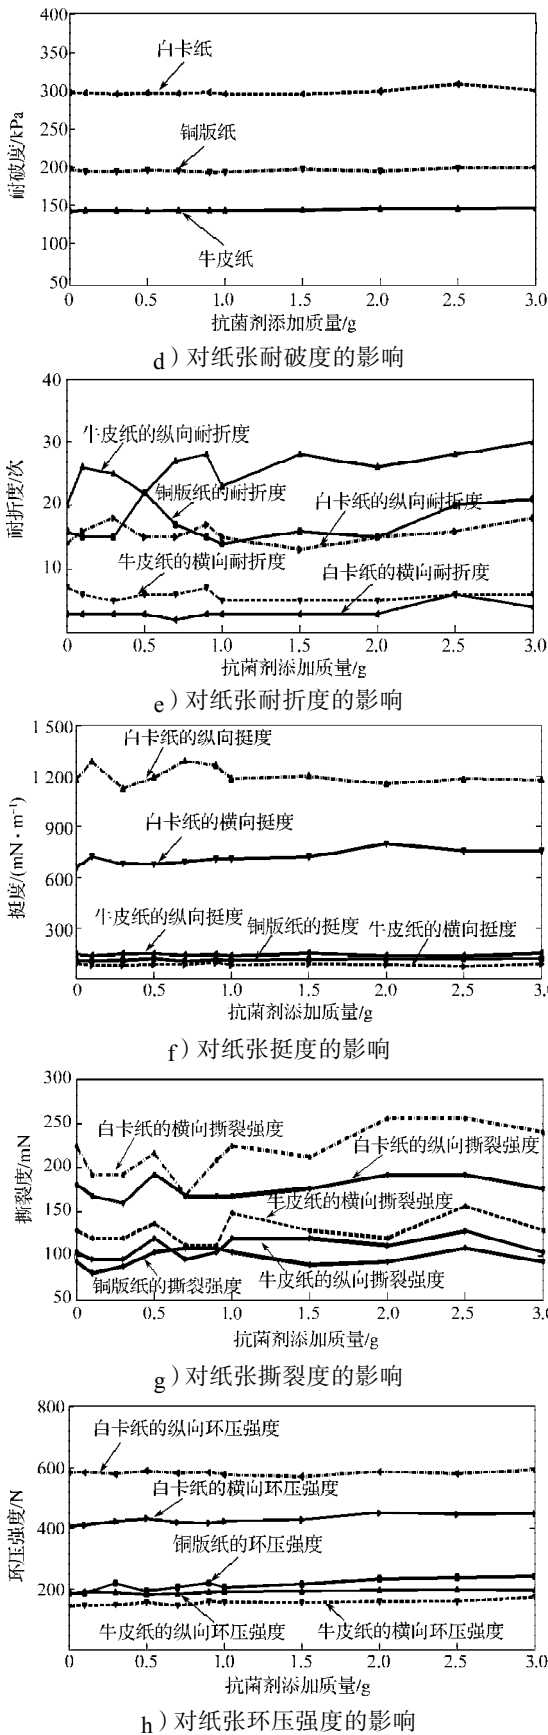 400
350
白卡纸
300
250
铜版纸
200
150
100
牛皮纸
50
耐破度/kPa
0 0.5 1.0 1.5 2.0 2.5 3.0
抗菌剂添加质量/g
d）对纸张耐破度的影响
40
牛皮纸的纵向耐折度
30
铜版纸的耐折度
白卡纸的纵向耐折度
20
牛皮纸的横向耐折度
白卡纸的横向耐折度
10
耐折度/次
0 0.5 1.0 1.5 2.0 2.5 3.0
抗菌剂添加质量/g
e）对纸张耐折度的影响
1 500
白卡纸的纵向挺度
1 200
900
白卡纸的横向挺度
600
牛皮纸的纵向挺度
铜版纸的挺度
牛皮纸的横向挺度
300
挺度/(mN·m⁻¹)
0 0.5 1.0 1.5 2.0 2.5 3.0
抗菌剂添加质量/g
f）对纸张挺度的影响
300
250
白卡纸的横向撕裂强度
白卡纸的纵向撕裂强度
200
牛皮纸的横向撕裂强度
150
100
铜版纸的撕裂强度
牛皮纸的纵向撕裂强度
50
撕裂度/mN
0 0.5 1.0 1.5 2.0 2.5 3.0
抗菌剂添加质量/g
g）对纸张撕裂度的影响
800
白卡纸的纵向环压强度
600
白卡纸的横向环压强度
400
铜版纸的环压强度
200
牛皮纸的纵向环压强度
牛皮纸的横向环压强度
环压强度/N
0 0.5 1.0 1.5 2.0 2.5 3.0
抗菌剂添加质量/g
h）对纸张环压强度的影响